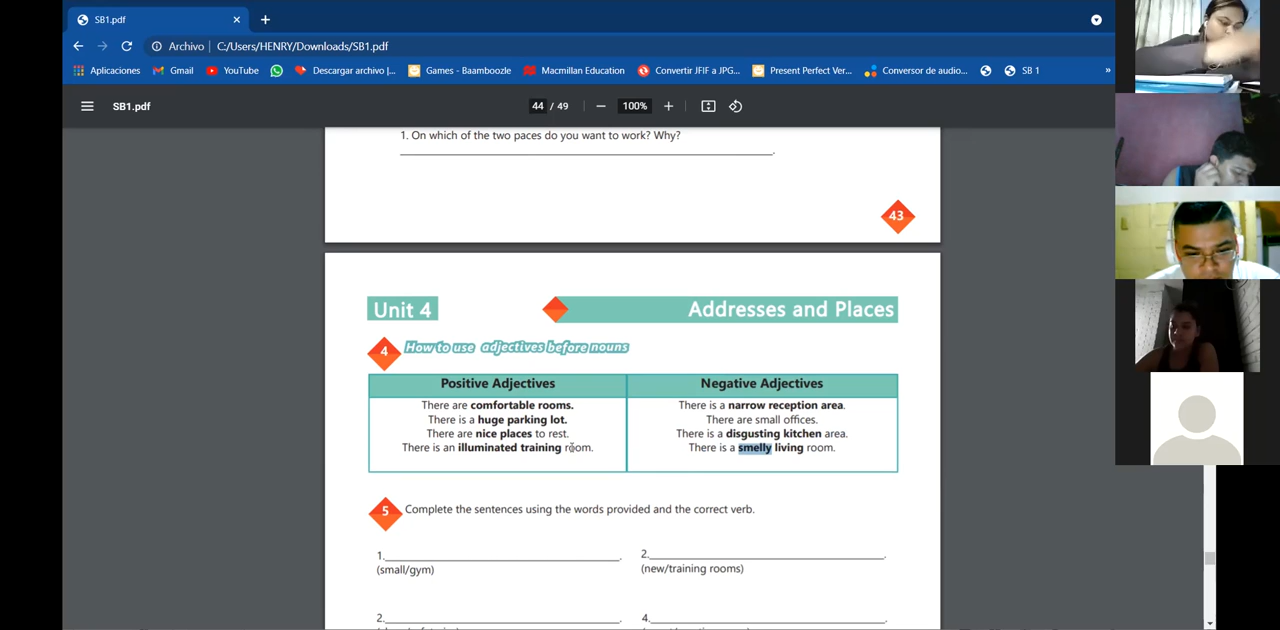 SB1.pdf
Archivo C:/Users/HENRY/Downloads/SB1.pdf
Aplicaciones Gmail YouTube Descargar archivo |... Games - Baamboozle Macmillan Education Convertir JFIF a JPG... Present Perfect Ver... Conversor de audio... SB 1 »
SB1.pdf 44 / 49 100%
1. On which of the two paces do you want to work? Why?
43
Unit 4 Addresses and Places
4 How to use adjectives before nouns
Positive Adjectives Negative Adjectives
There are comfortable rooms. There is a narrow reception area.
There is a huge parking lot. There are small offices.
There are nice places to rest. There is a disgusting kitchen area.
There is an illuminated training room. There is a smelly living room.
5 Complete the sentences using the words provided and the correct verb.
1. 2.
(small/gym) (new/training rooms)
2. 4.